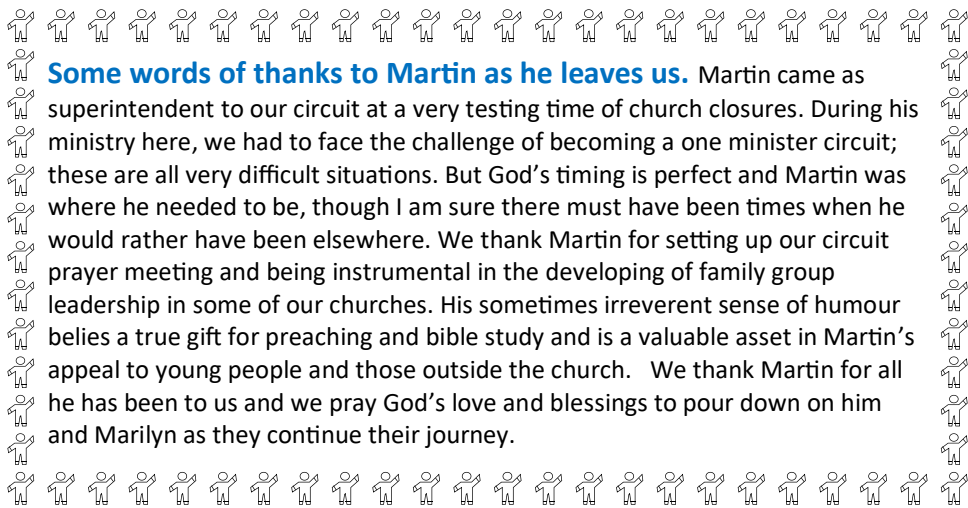 Some words of thanks to Martin as he leaves us. Martin came as
superintendent to our circuit at a very testing time of church closures. During his
ministry here, we had to face the challenge of becoming a one minister circuit;
these are all very difficult situations. But God’s timing is perfect and Martin was
where he needed to be, though I am sure there must have been times when he
would rather have been elsewhere. We thank Martin for setting up our circuit
prayer meeting and being instrumental in the developing of family group
leadership in some of our churches. His sometimes irreverent sense of humour
belies a true gift for preaching and bible study and is a valuable asset in Martin’s
appeal to young people and those outside the church.   We thank Martin for all
he has been to us and we pray God’s love and blessings to pour down on him
and Marilyn as they continue their journey.